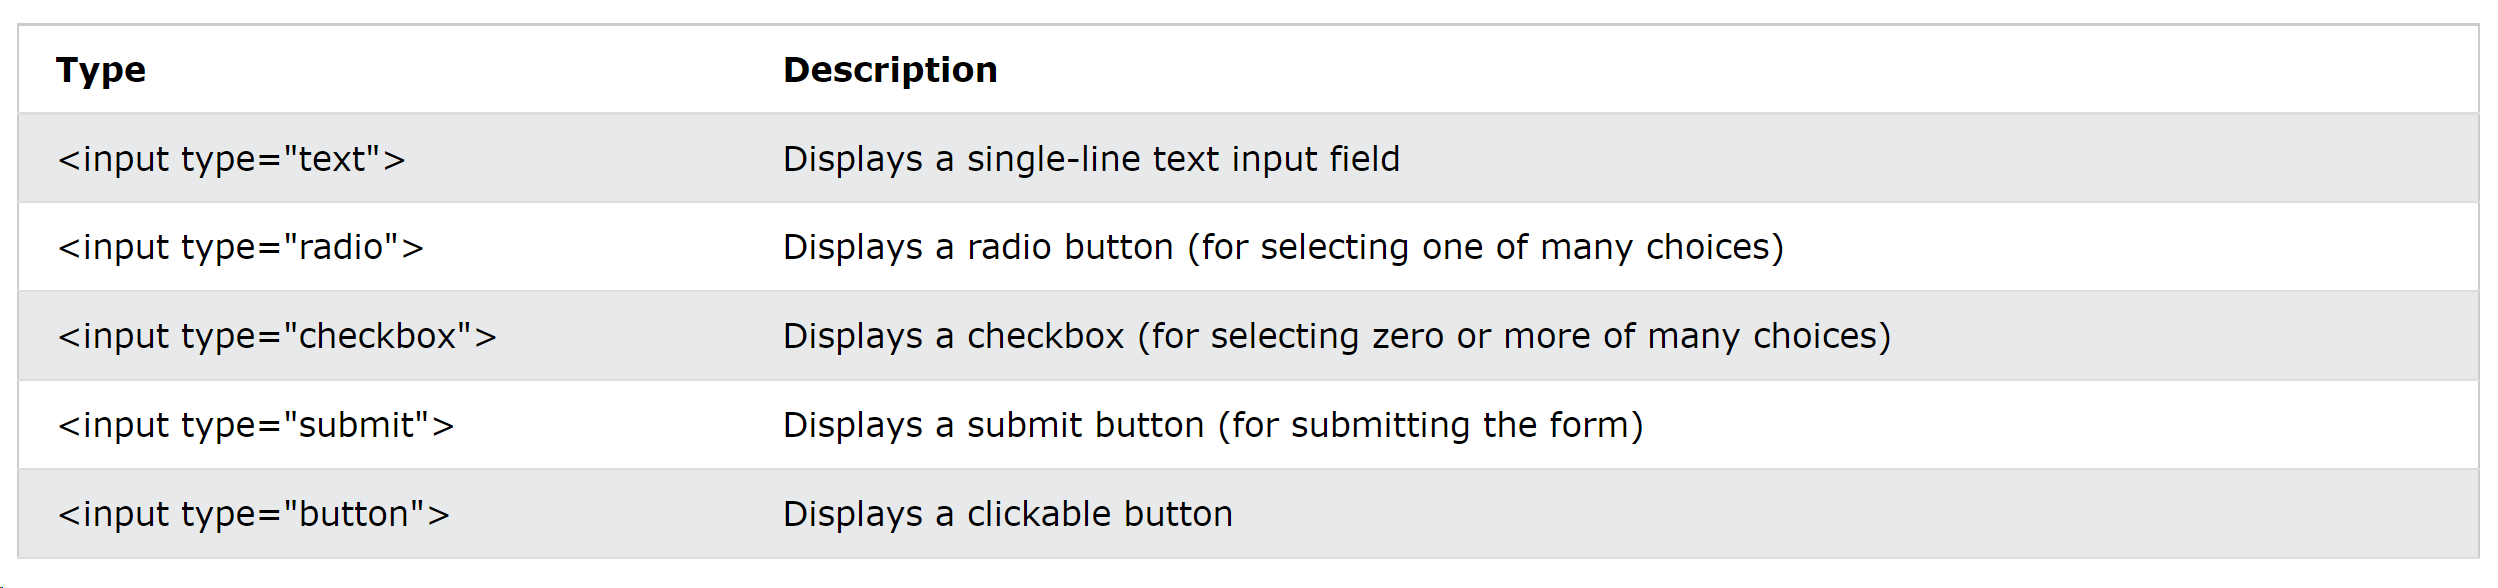 Type Description
<input type="text"> Displays a single-line text input field
<input type="radio"> Displays a radio button (for selecting one of many choices)
<input type="checkbox"> Displays a checkbox (for selecting zero or more of many choices)
<input type="submit"> Displays a submit button (for submitting the form)
<input type="button"> Displays a clickable button